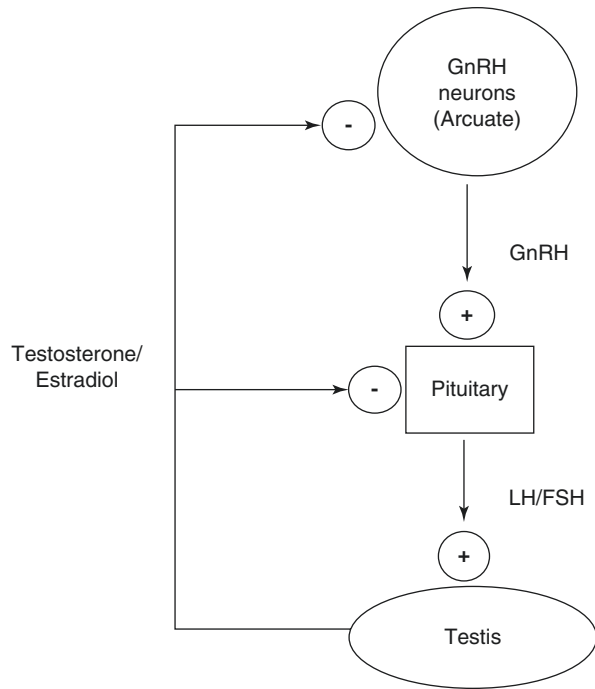 GnRH
neurons
(Arcuate)
-
GnRH
+
Testosterone/
Estradiol
-
Pituitary
LH/FSH
+
Testis